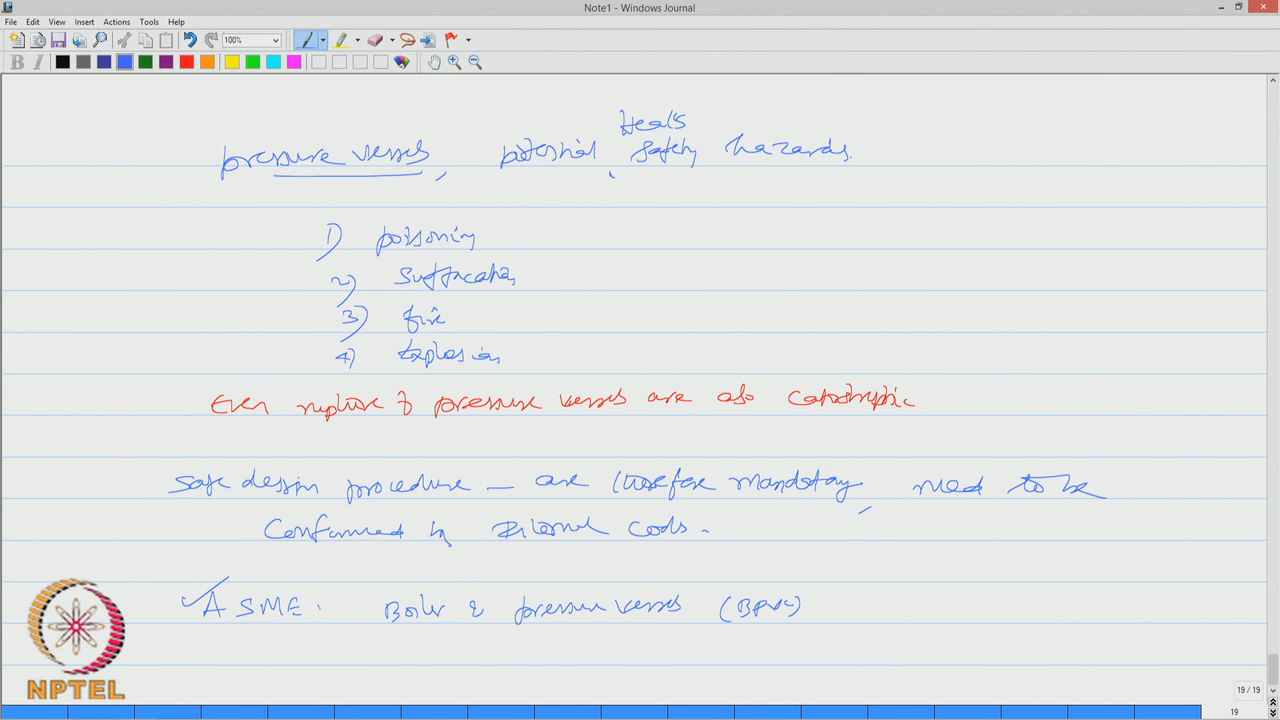 Note1 - Windows Journal
File Edit View Insert Actions Tools Help
100%
B I
Heals
pressure vessels, potential safety hazards.
1) poisoning
2) suffocation
3) fire
4) Explosion
Even rupture of pressure vessels are also catastrophic
Safe design procedure – are therefore mandatory, need to be
Confirmed by codes.
ASME. Boiler & pressure vessels (BPVC)
NPTEL
19 / 19
19